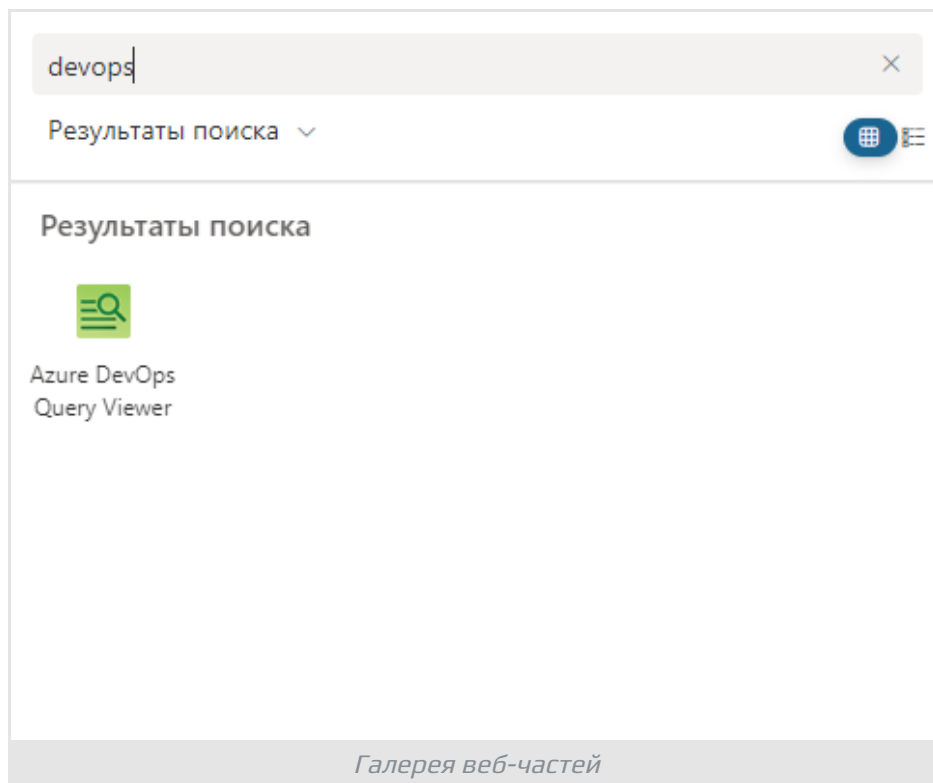 devops
Результаты поиска
Результаты поиска
Azure DevOps
Query Viewer
Галерея веб-частей